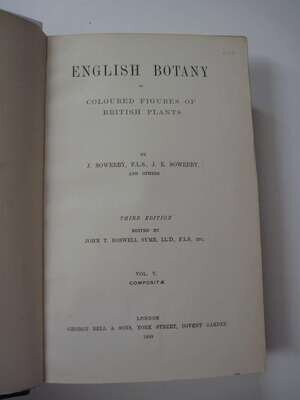 ENGLISH BOTANY
COLOURED FIGURES OF
BRITISH PLANTS
BY
J. SOWERBY, F.L.S., J. E. SOWERBY,
AND OTHERS
THIRD EDITION
EDITED BY
JOHN T. BOSWELL SYME, LL.D., F.L.S., ETC.
VOL. V.
COMPOSITÆ
LONDON
GEORGE BELL & SONS, YORK STREET, COVENT GARDEN